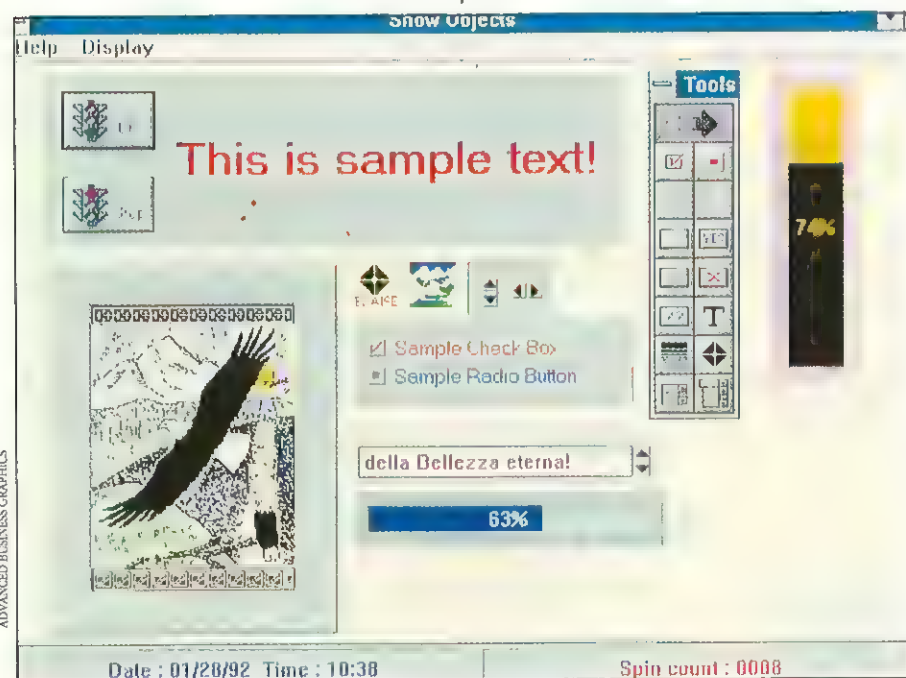 Show Objects
Help Display
This is sample text!
Tools
74%
Sample Check Box
Sample Radio Button
della Bellezza eterna!
63%
Date : 01/28/92 Time : 10:38
Spin count : 0008
ADVANCED BUSINESS GRAPHICS